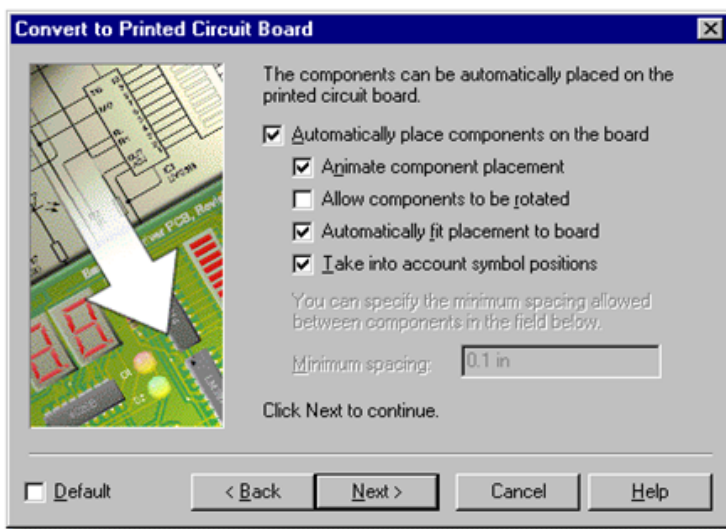 Convert to Printed Circuit Board
The components can be automatically placed on the
printed circuit board.
Automatically place components on the board
Animate component placement
Allow components to be rotated
Automatically fit placement to board
Take into account symbol positions
You can specify the minimum spacing allowed
between components in the field below.
Minimum spacing:
0.1 in
Click Next to continue.
Default
< Back
Next >
Cancel
Help